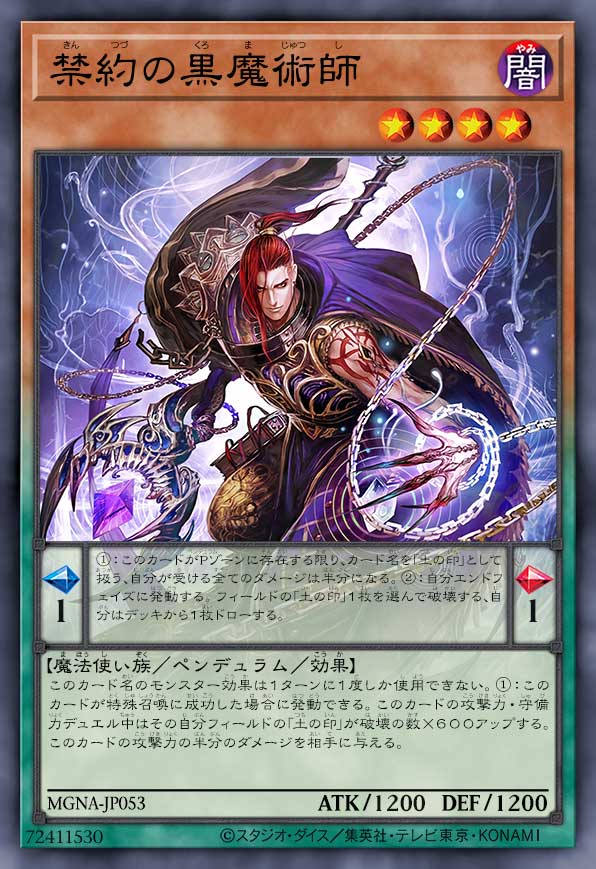 禁約の黒魔術師
闇
1
①：このカードがPゾーンに存在する限り、カード名を「土の印」として
扱う、自分が受ける全てのダメージは半分になる。②：自分エンドフ
ェイズに発動する。フィールドの「土の印」1枚を選んで破壊する、自
分はデッキから1枚ドローする。
1
【魔法使い族／ペンデュラム／効果】
このカード名のモンスター効果は1ターンに1度しか使用できない。①：この
カードが特殊召喚に成功した場合に発動できる。このカードの攻撃力・守備
力デュエル中はその自分フィールドの「土の印」が破壊の数×600アップする。
このカードの攻撃力の半分のダメージを相手に与える。
MGNA-JP053 ATK/1200 DEF/1200
72411530 ©スタジオ・ダイス／集英社・テレビ東京・KONAMI